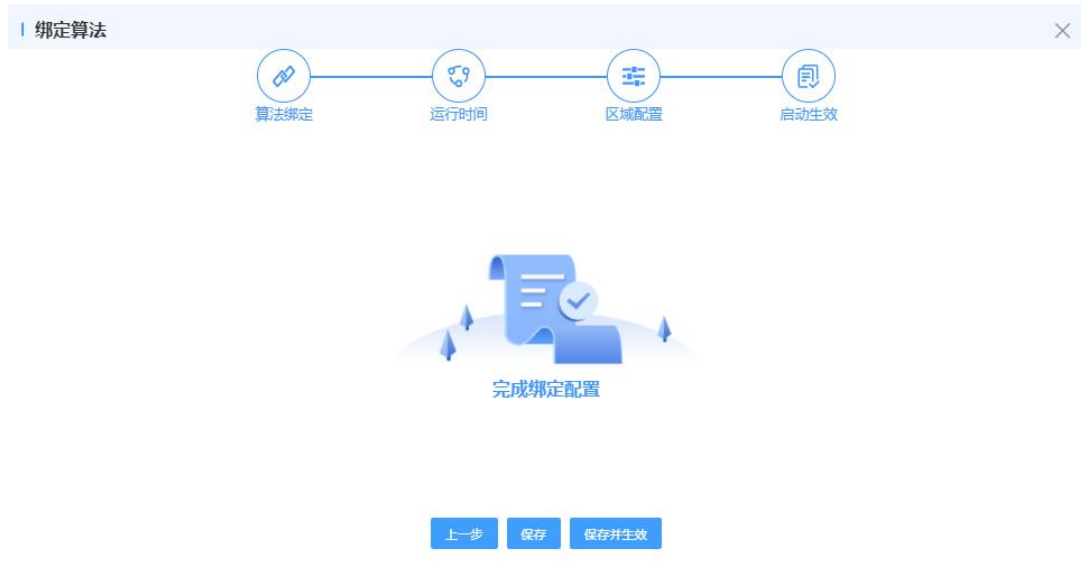 绑定算法
算法绑定 运行时间 区域配置 启动生效
完成绑定配置
上一步 保存 保存并生效